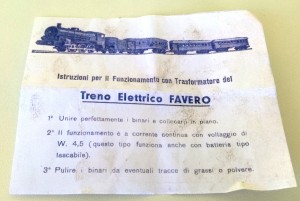 Istruzioni per il Funzionamento con Trasformatore del
Treno Elettrico FAVERO
1° Unire perfettamente i binari e collocarli in piano.
2° Il funzionamento è a corrente continua con voltaggio di
W. 4,5 (questo tipo funziona anche con batteria tipo
tascabile).
3° Pulire i binari da eventuali tracce di grassi o polvere.